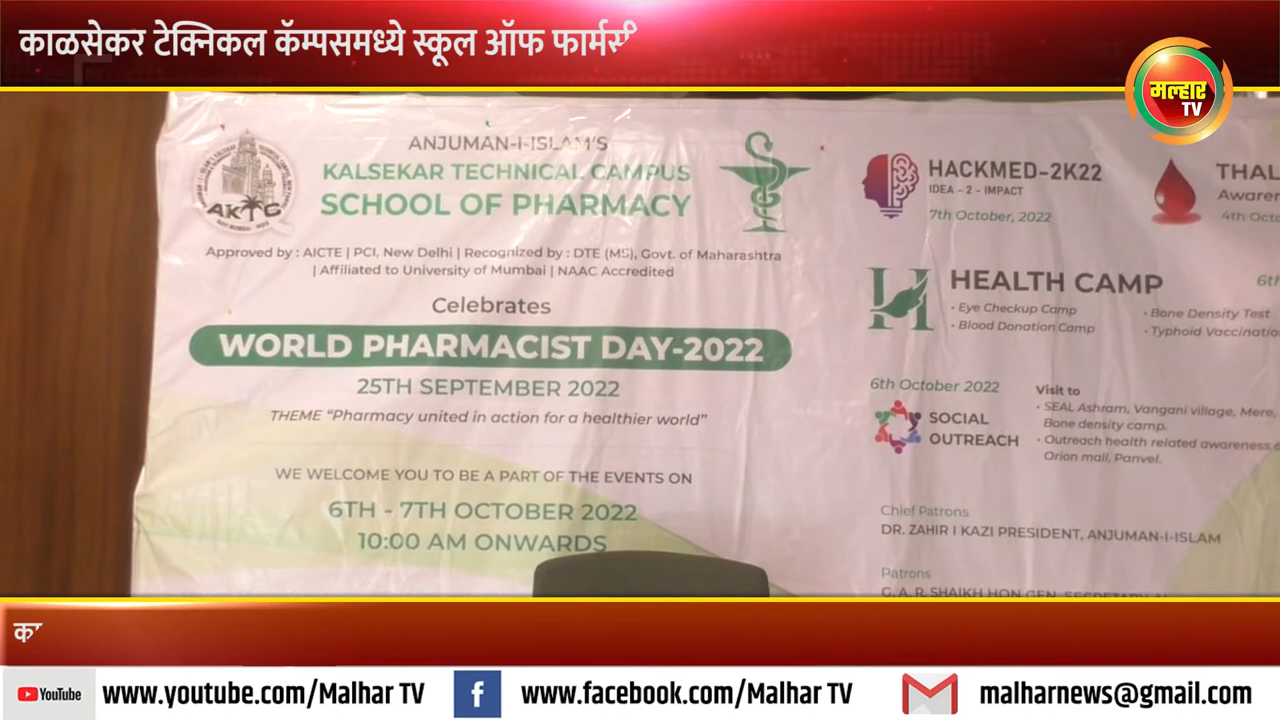 काळसेकर टेक्निकल कॅम्पसमध्ये स्कूल ऑफ फार्मसी
मल्हार
TV
ANJUMAN-I-ISLAM'S
KALSEKAR TECHNICAL CAMPUS
SCHOOL OF PHARMACY
AKTC
Approved by : AICTE | PCI, New Delhi | Recognized by : DTE (MS), Govt. of Maharashtra
| Affiliated to University of Mumbai | NAAC Accredited
Celebrates
WORLD PHARMACIST DAY-2022
25TH SEPTEMBER 2022
THEME "Pharmacy united in action for a healthier world"
WE WELCOME YOU TO BE A PART OF THE EVENTS ON
6TH - 7TH OCTOBER 2022
10:00 AM ONWARDS
HACKMED-2K22
IDEA - 2 - IMPACT
7th October, 2022
THAL
Awaren
4th Octo
HEALTH CAMP
6th
• Eye Checkup Camp
• Blood Donation Camp
• Bone Density Test
• Typhoid Vaccinatio
6th October 2022
SOCIAL
OUTREACH
Visit to
• SEAL Ashram, Vangani village, Mere,
Bone density camp.
• Outreach health related awareness
Orion mall, Panvel.
Chief Patrons
DR. ZAHIR I KAZI PRESIDENT, ANJUMAN-I-ISLAM
Patrons
G. A. R. SHAIKH HON GEN. SECRETARY
का
YouTube
www.youtube.com/Malhar TV
f
www.facebook.com/Malhar TV
malharnews@gmail.com